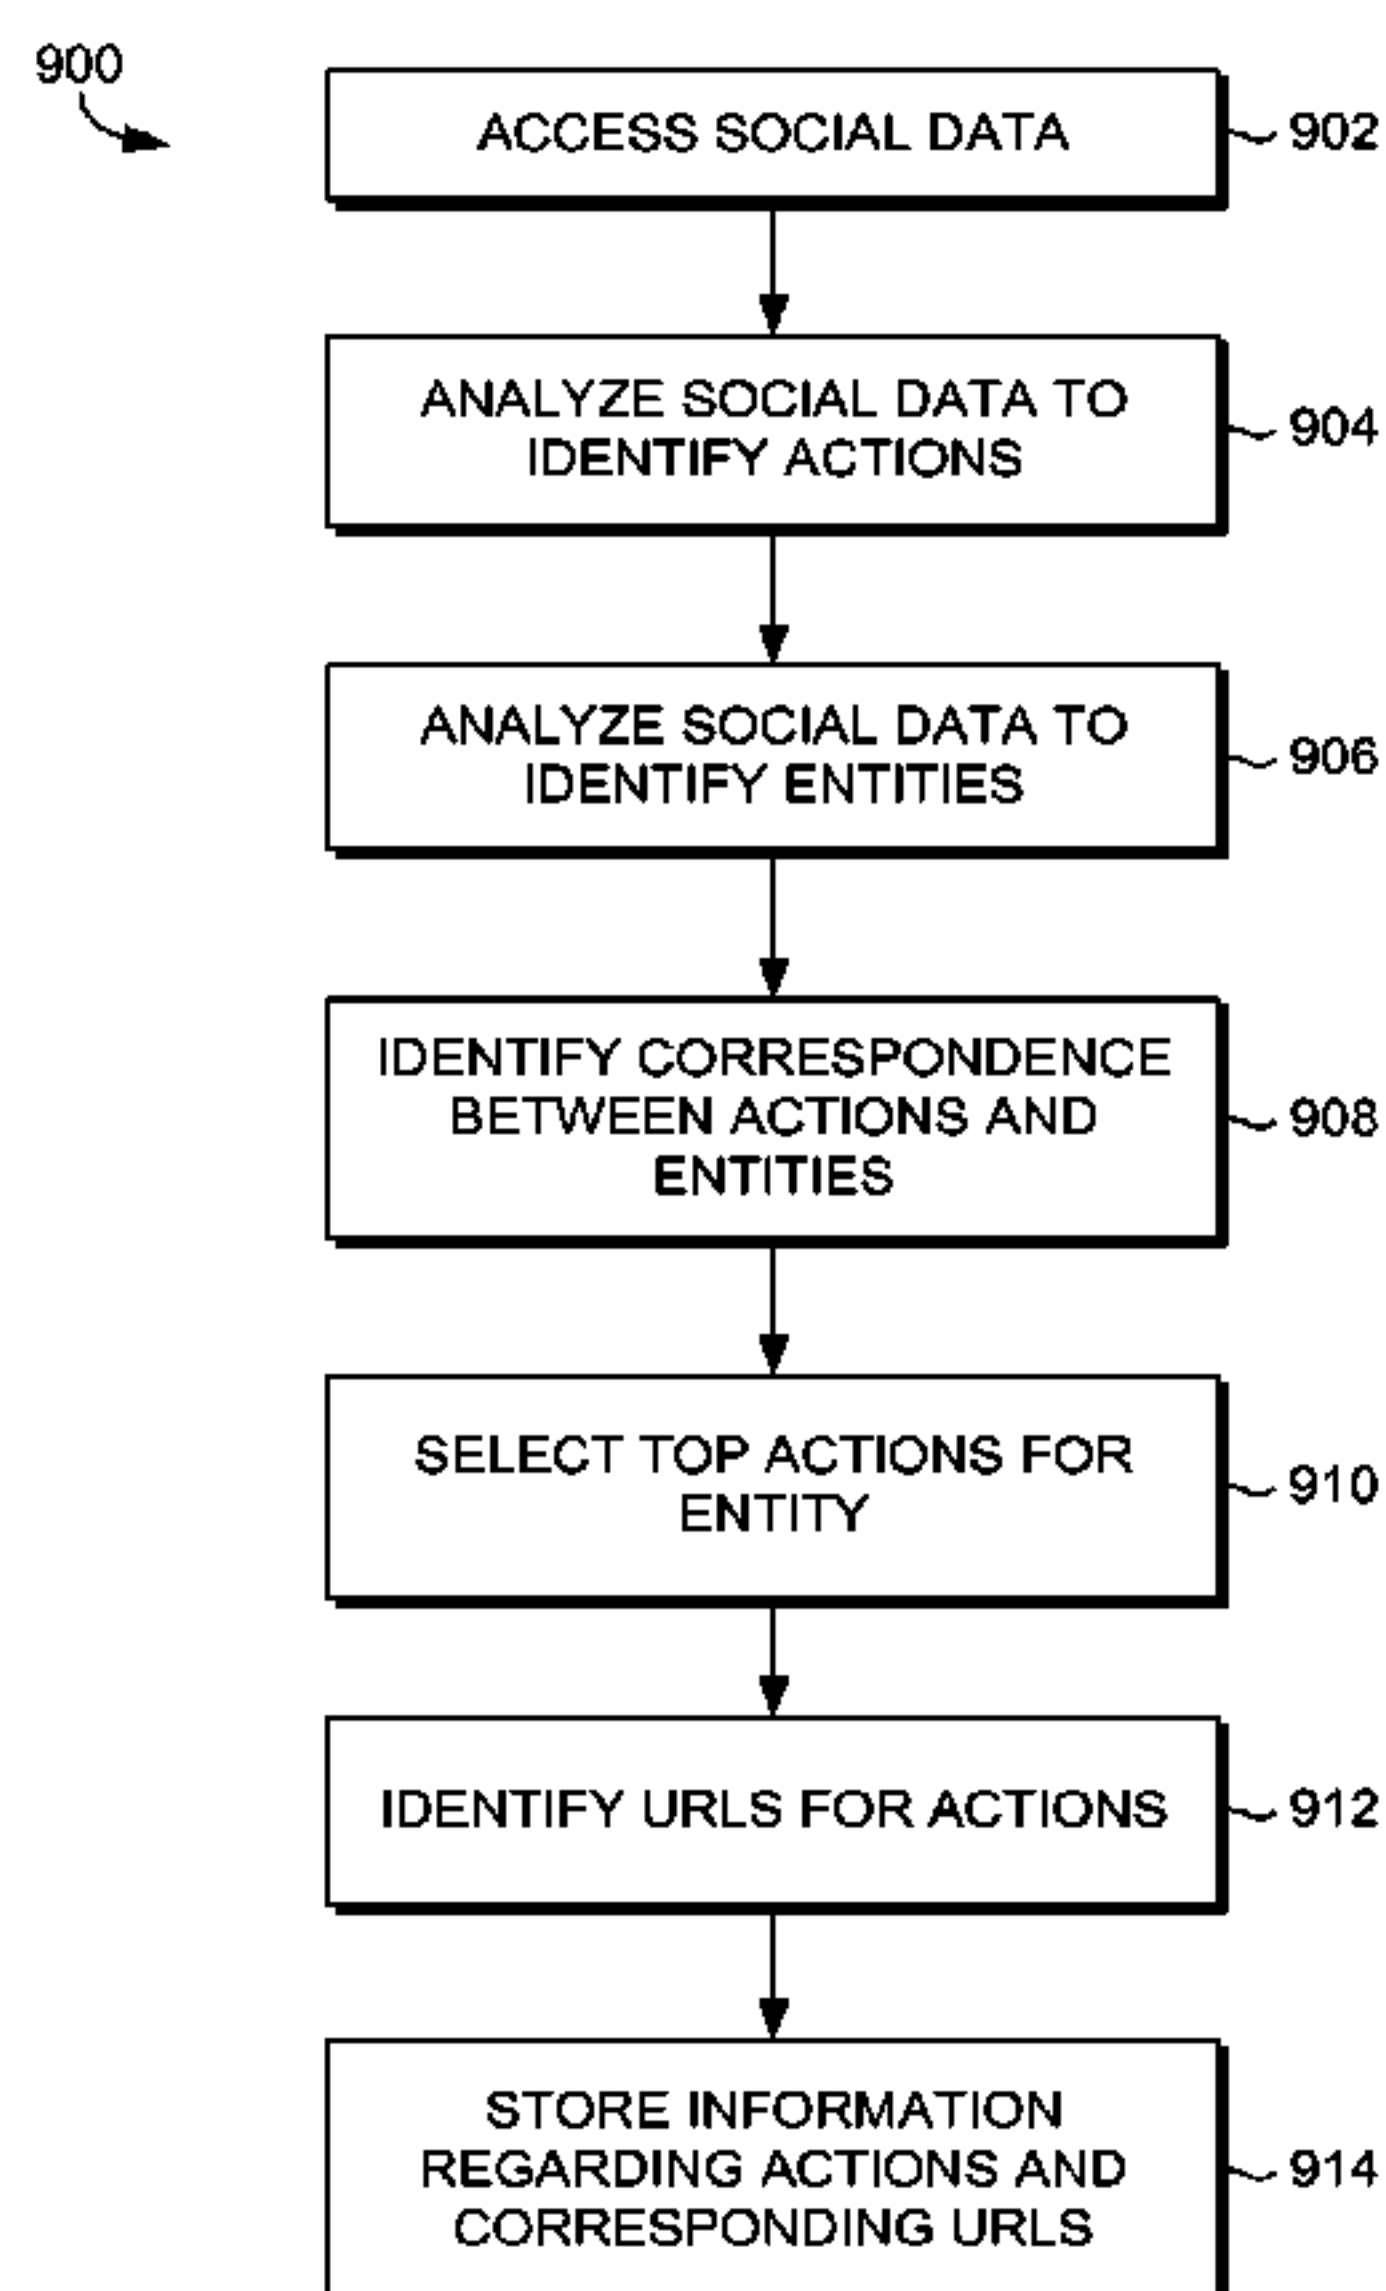 900
ACCESS SOCIAL DATA
902
ANALYZE SOCIAL DATA TO
IDENTIFY ACTIONS
904
ANALYZE SOCIAL DATA TO
IDENTIFY ENTITIES
906
IDENTIFY CORRESPONDENCE
BETWEEN ACTIONS AND
ENTITIES
908
SELECT TOP ACTIONS FOR
ENTITY
910
IDENTIFY URLS FOR ACTIONS
912
STORE INFORMATION
REGARDING ACTIONS AND
CORRESPONDING URLS
914